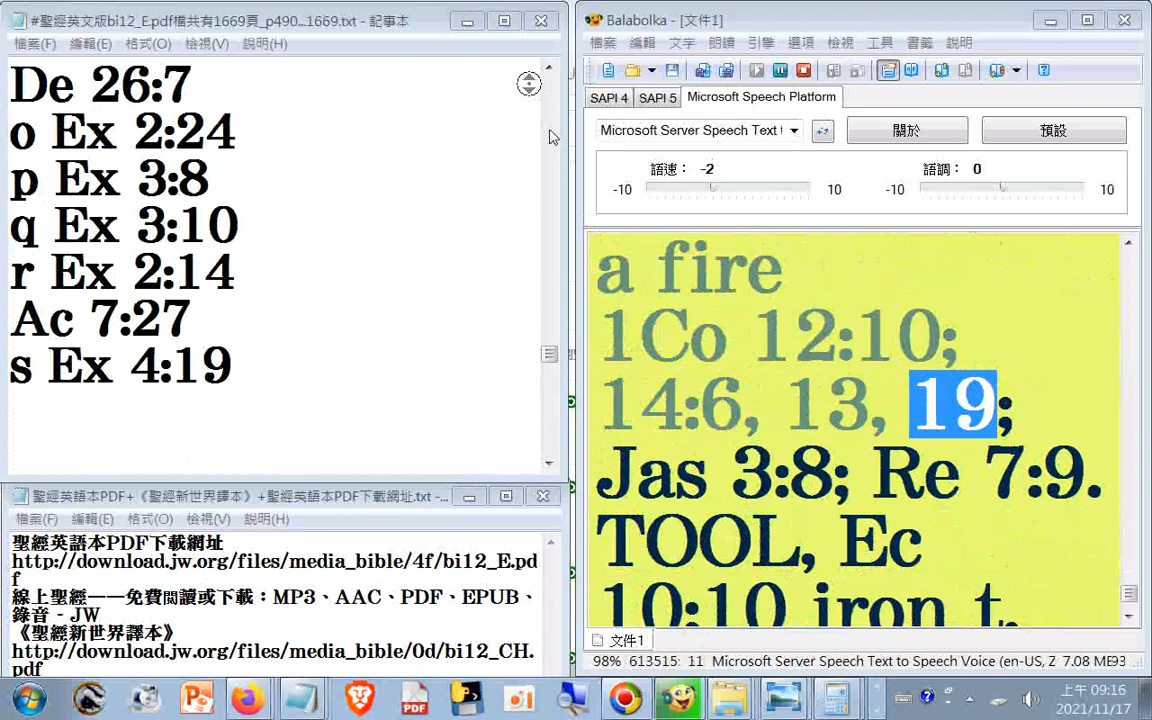 #聖經英文版bi12_E.pdf檔共有1669頁_p490...1669.txt - 記事本
檔案(F) 編輯(E) 格式(O) 檢視(V) 說明(H)
De 26:7
o Ex 2:24
p Ex 3:8
q Ex 3:10
r Ex 2:14
Ac 7:27
s Ex 4:19
聖經英語本PDF+《聖經新世界譯本》+聖經英語本PDF下載網址.txt - ...
檔案(F) 編輯(E) 格式(O) 檢視(V) 說明(H)
聖經英語本PDF下載網址
http://download.jw.org/files/media_bible/4f/bi12_E.pd
f
線上聖經——免費閱讀或下載：MP3、AAC、PDF、EPUB、
錄音 - JW
《聖經新世界譯本》
http://download.jw.org/files/media_bible/0d/bi12_CH.
pdf
Balabolka - [文件1]
檔案 編輯 文字 朗讀 引擎 選項 檢視 工具 書籤 說明
SAPI 4 SAPI 5 Microsoft Speech Platform
Microsoft Server Speech Text 關於 預設
語速： -2 語調： 0
-10 10 -10 10
a fire
1Co 12:10;
14:6, 13, 19;
Jas 3:8; Re 7:9.
TOOL, Ec
10:10 iron t.
文件1
98% 613515: 11 Microsoft Server Speech Text to Speech Voice (en-US, Z 7.08 ME93
PDF
上午 09:16
2021/11/17